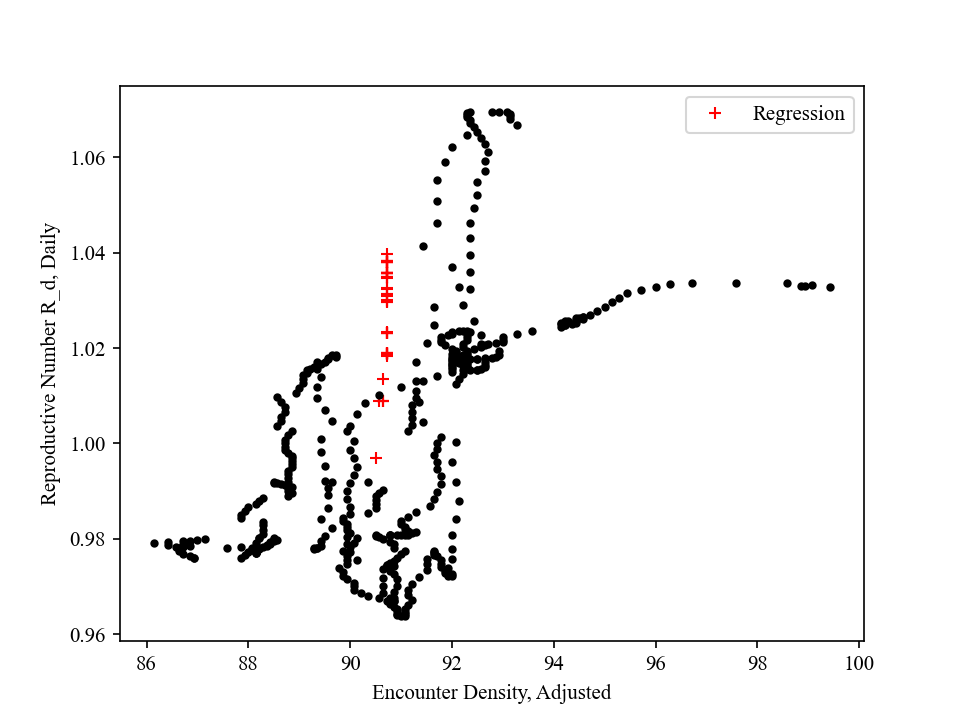 Regression
1.06
1.04
1.02
1.00
0.98
0.96
Reproductive Number R_d, Daily
86 88 90 92 94 96 98 100
Encounter Density, Adjusted